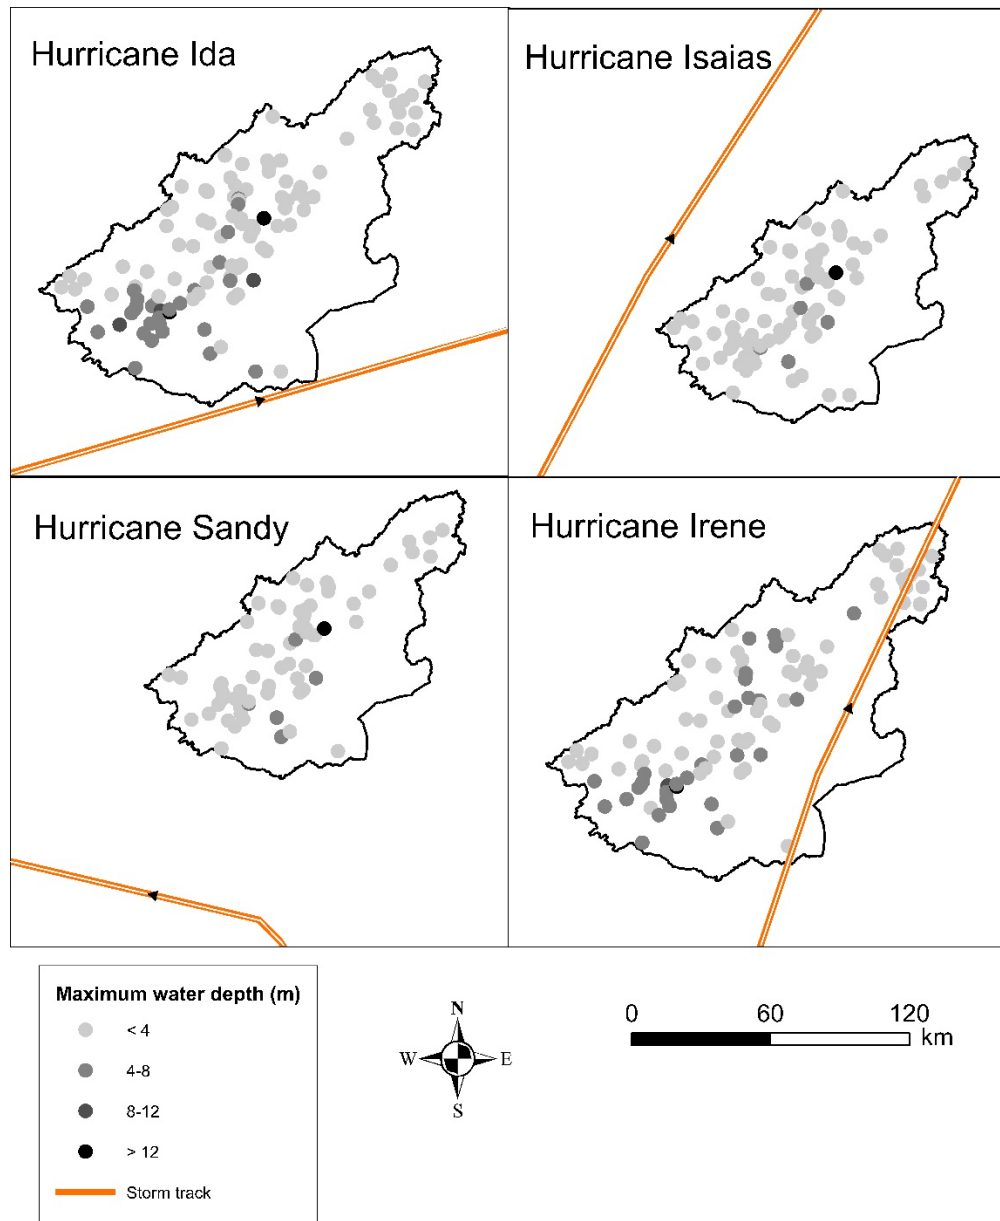 Hurricane Ida
Hurricane Isaias
Hurricane Sandy
Hurricane Irene
Maximum water depth (m)
< 4
4-8
8-12
> 12
Storm track
N
W E
S
0 60 120
km